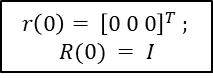 r(0) = [0 0 0]ᵀ ;
R(0) = I